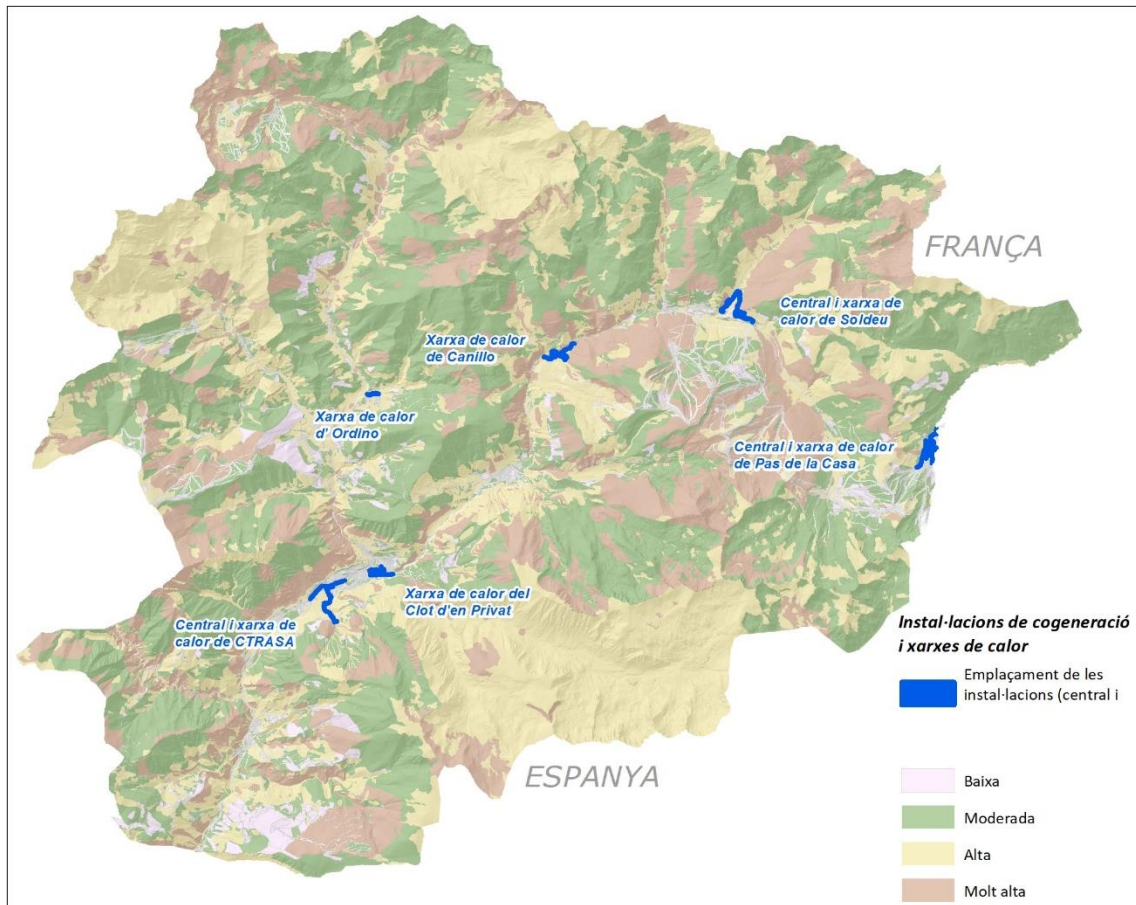 FRANÇA
Central i xarxa de
calor de Soldeu
Xarxa de calor
de Canillo
Xarxa de calor
d' Ordino
Central i xarxa de calor
de Pas de la Casa
Xarxa de calor del
Clot d'en Privat
Central i xarxa de
calor de CTRASA
ESPANYA
Instal·lacions de cogeneració
i xarxes de calor
Emplaçament de les
instal·lacions (central i
Baixa
Moderada
Alta
Molt alta